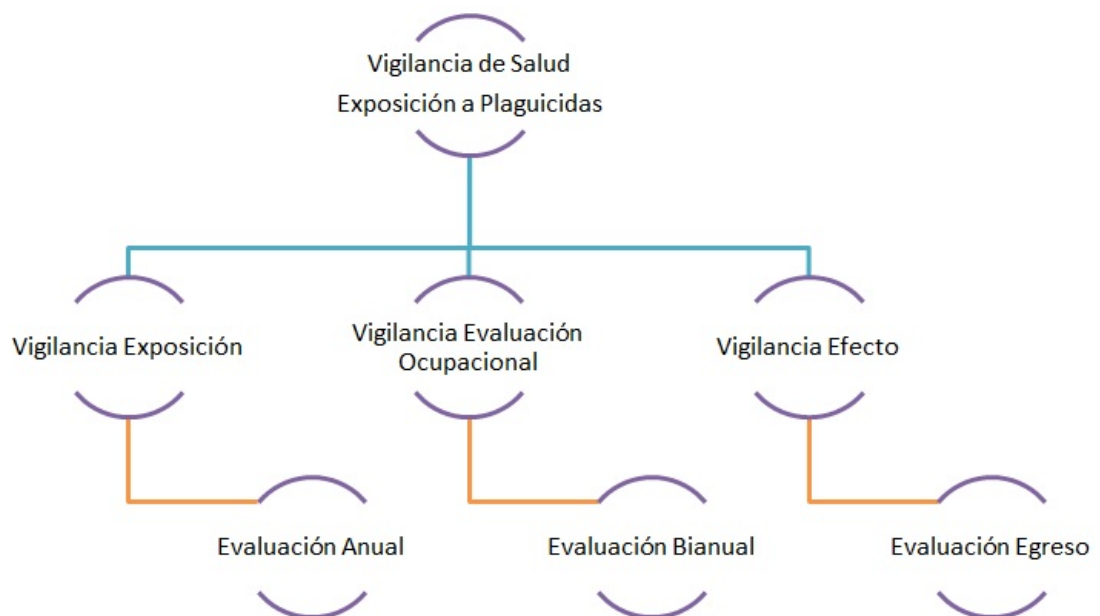 Vigilancia de Salud
Exposición a Plaguicidas
Vigilancia Exposición
Vigilancia Evaluación
Ocupacional
Vigilancia Efecto
Evaluación Anual
Evaluación Bianual
Evaluación Egreso